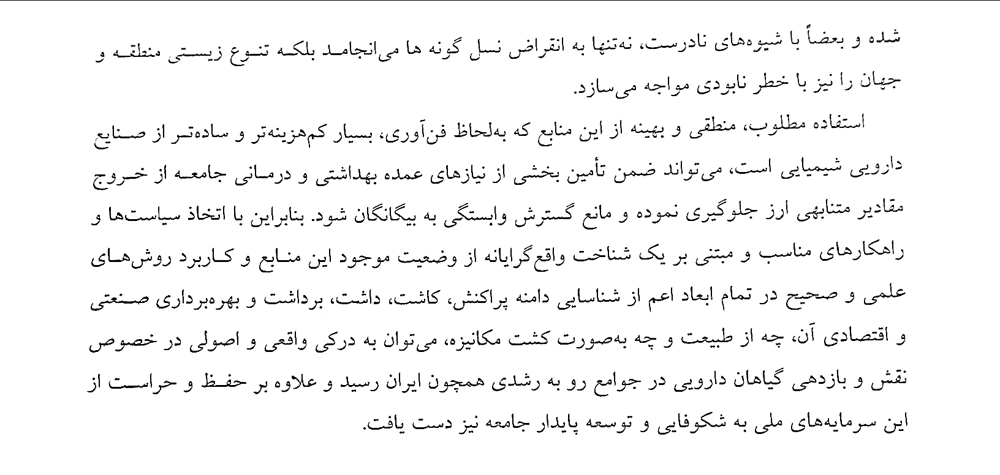 شده و بعضاً با شیوه‌های نادرست، نه‌تنها به انقراض نسل گونه ها می‌انجامد بلکه تنوع زیستی منطقه و
جهان را نیز با خطر نابودی مواجه می‌سازد.
استفاده مطلوب، منطقی و بهینه از این منابع که به‌لحاظ فن‌آوری، بسیار کم‌هزینه‌تر و ساده‌تر از صنایع
دارویی شیمیایی است، می‌تواند ضمن تأمین بخشی از نیازهای عمده بهداشتی و درمانی جامعه از خروج
مقادیر متنابهی ارز جلوگیری نموده و مانع گسترش وابستگی به بیگانگان شود. بنابراین با اتخاذ سیاست‌ها و
راهکارهای مناسب و مبتنی بر یک شناخت واقع‌گرایانه از وضعیت موجود این منابع و کاربرد روش‌های
علمی و صحیح در تمام ابعاد اعم از شناسایی دامنه پراکنش، کاشت، داشت، برداشت و بهره‌برداری صنعتی
و اقتصادی آن، چه از طبیعت و چه به‌صورت کشت مکانیزه، می‌توان به درکی واقعی و اصولی در خصوص
نقش و بازدهی گیاهان دارویی در جوامع رو به رشدی همچون ایران رسید و علاوه بر حفظ و حراست از
این سرمایه‌های ملی به شکوفایی و توسعه پایدار جامعه نیز دست یافت.